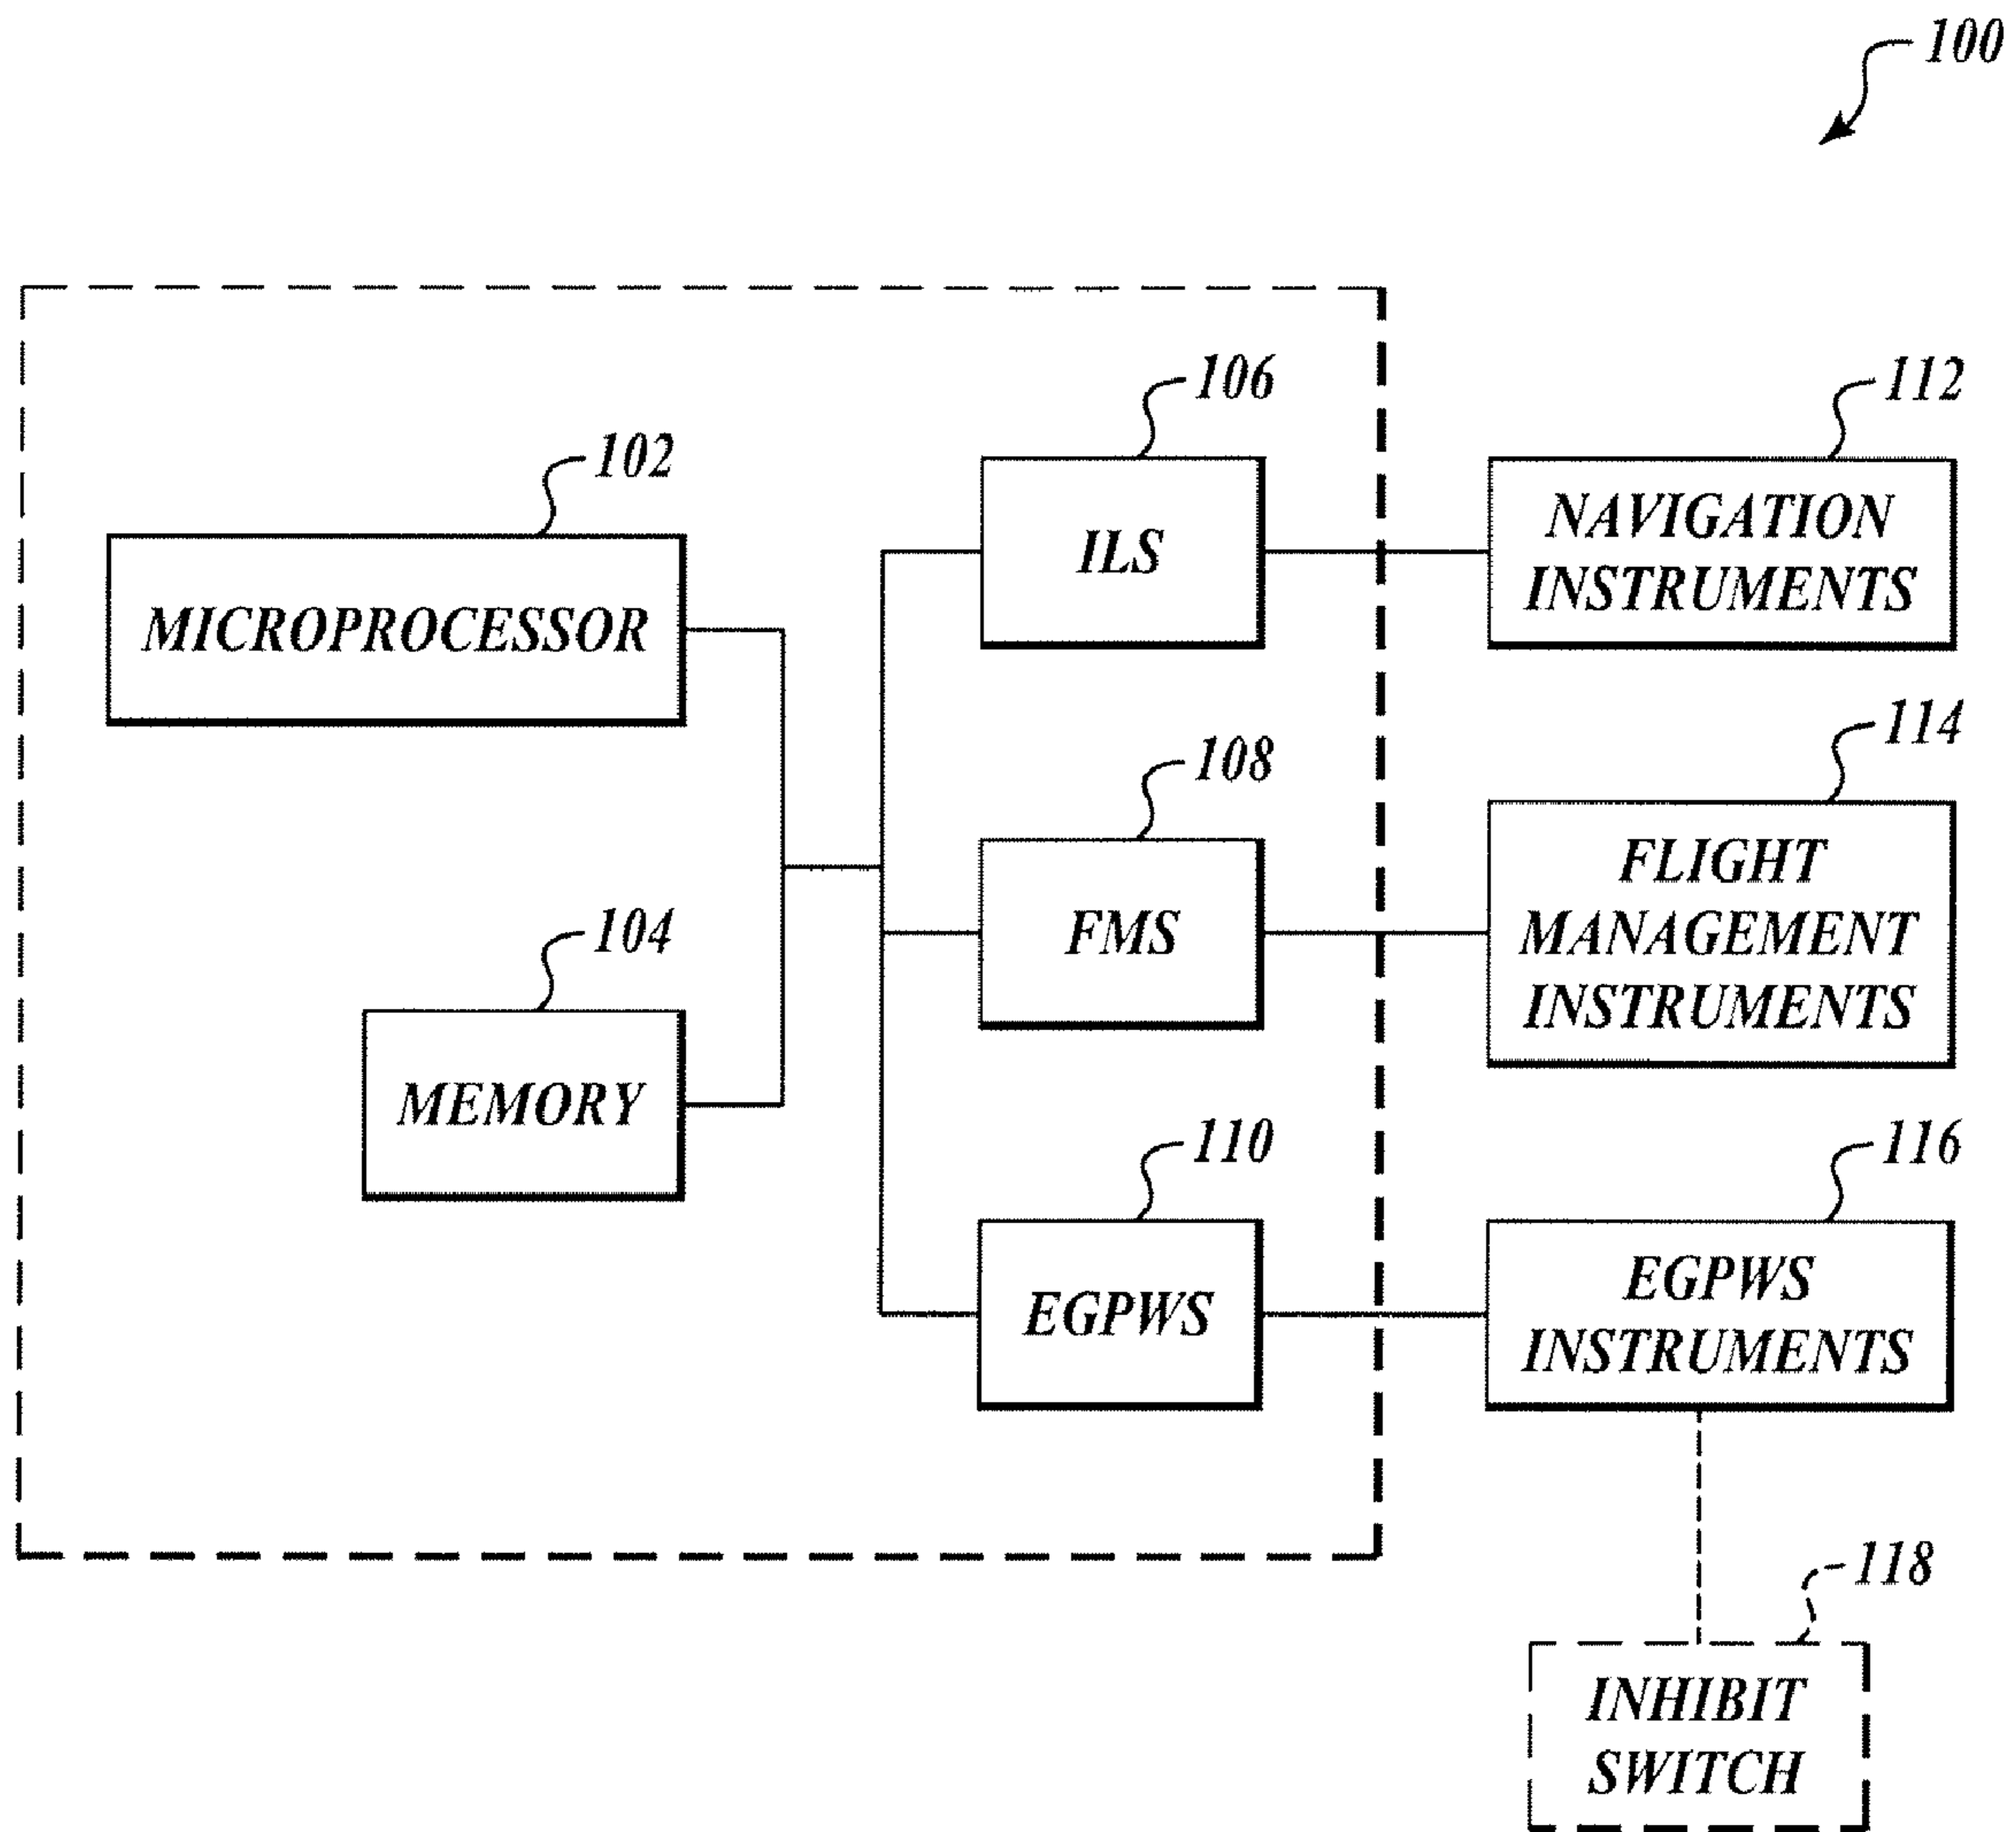 100
106
112
102
ILS
NAVIGATION
INSTRUMENTS
MICROPROCESSOR
108
114
FMS
FLIGHT
MANAGEMENT
INSTRUMENTS
104
MEMORY
110
116
EGPWS
EGPWS
INSTRUMENTS
118
INHIBIT
SWITCH